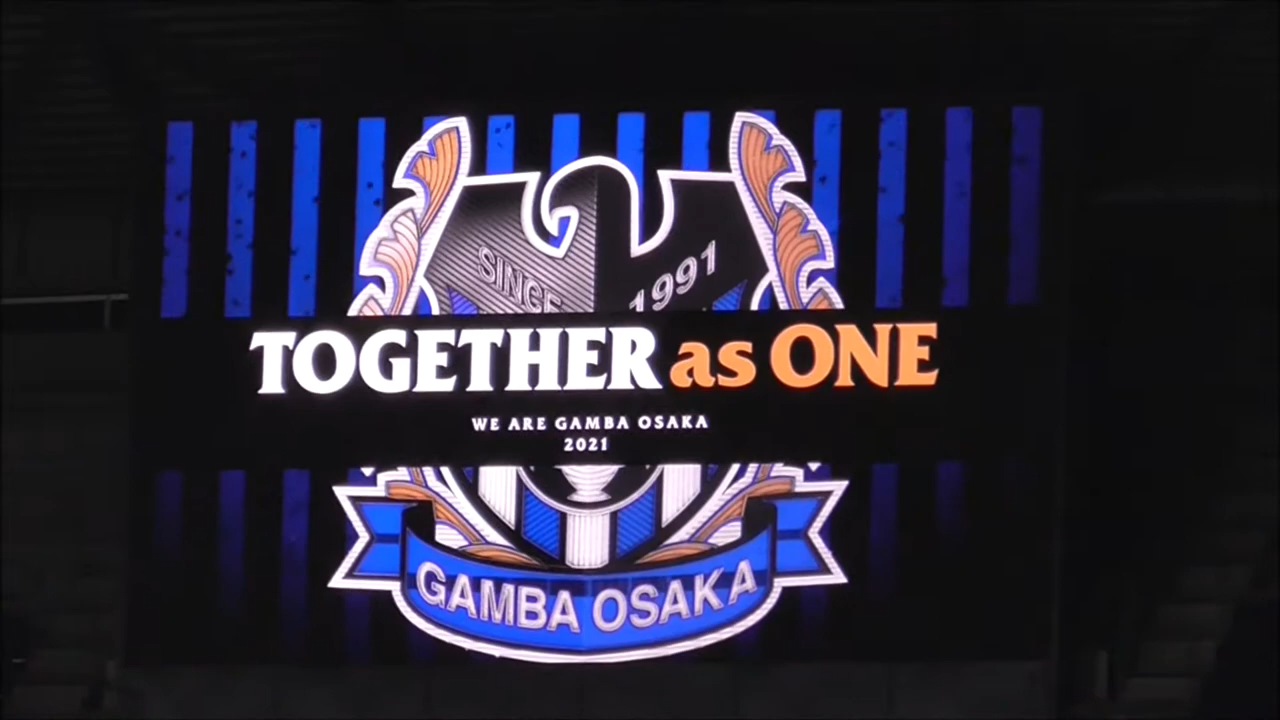 SINCE 1991
TOGETHER as ONE
WE ARE GAMBA OSAKA
2021
GAMBA OSAKA